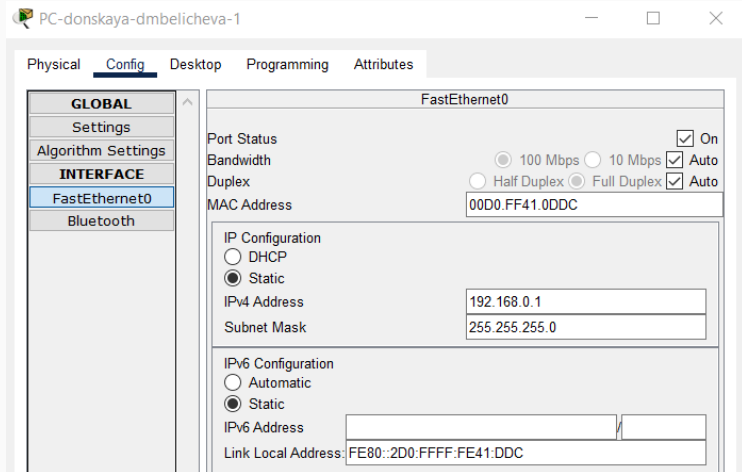 PC-donskaya-dmbelicheva-1
Physical Config Desktop Programming Attributes
GLOBAL
Settings
Algorithm Settings
INTERFACE
FastEthernet0
Bluetooth
FastEthernet0
Port Status On
Bandwidth 100 Mbps 10 Mbps Auto
Duplex Half Duplex Full Duplex Auto
MAC Address 00D0.FF41.0DDC
IP Configuration
DHCP
Static
IPv4 Address 192.168.0.1
Subnet Mask 255.255.255.0
IPv6 Configuration
Automatic
Static
IPv6 Address /
Link Local Address: FE80::2D0:FFFF:FE41:DDC